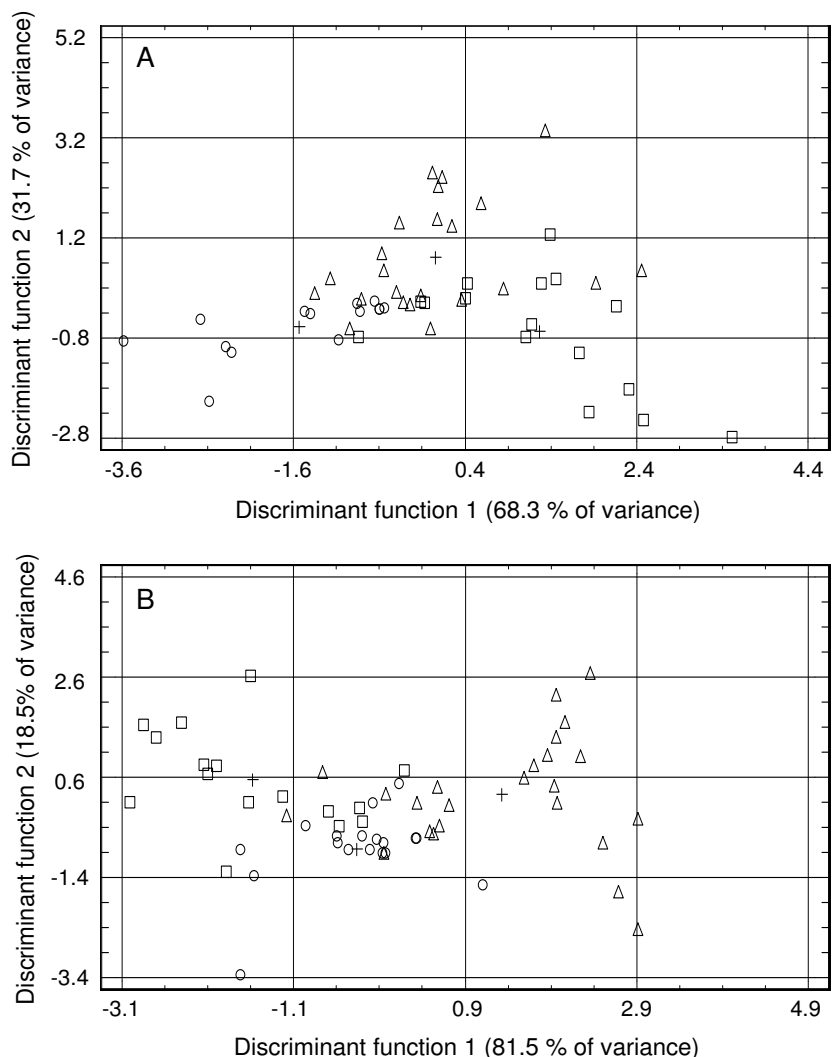 A
5.2
3.2
1.2
-0.8
-2.8
Discriminant function 2 (31.7 % of variance)
-3.6 -1.6 0.4 2.4 4.4
Discriminant function 1 (68.3 % of variance)
B
4.6
2.6
0.6
-1.4
-3.4
Discriminant function 2 (18.5% of variance)
-3.1 -1.1 0.9 2.9 4.9
Discriminant function 1 (81.5 % of variance)